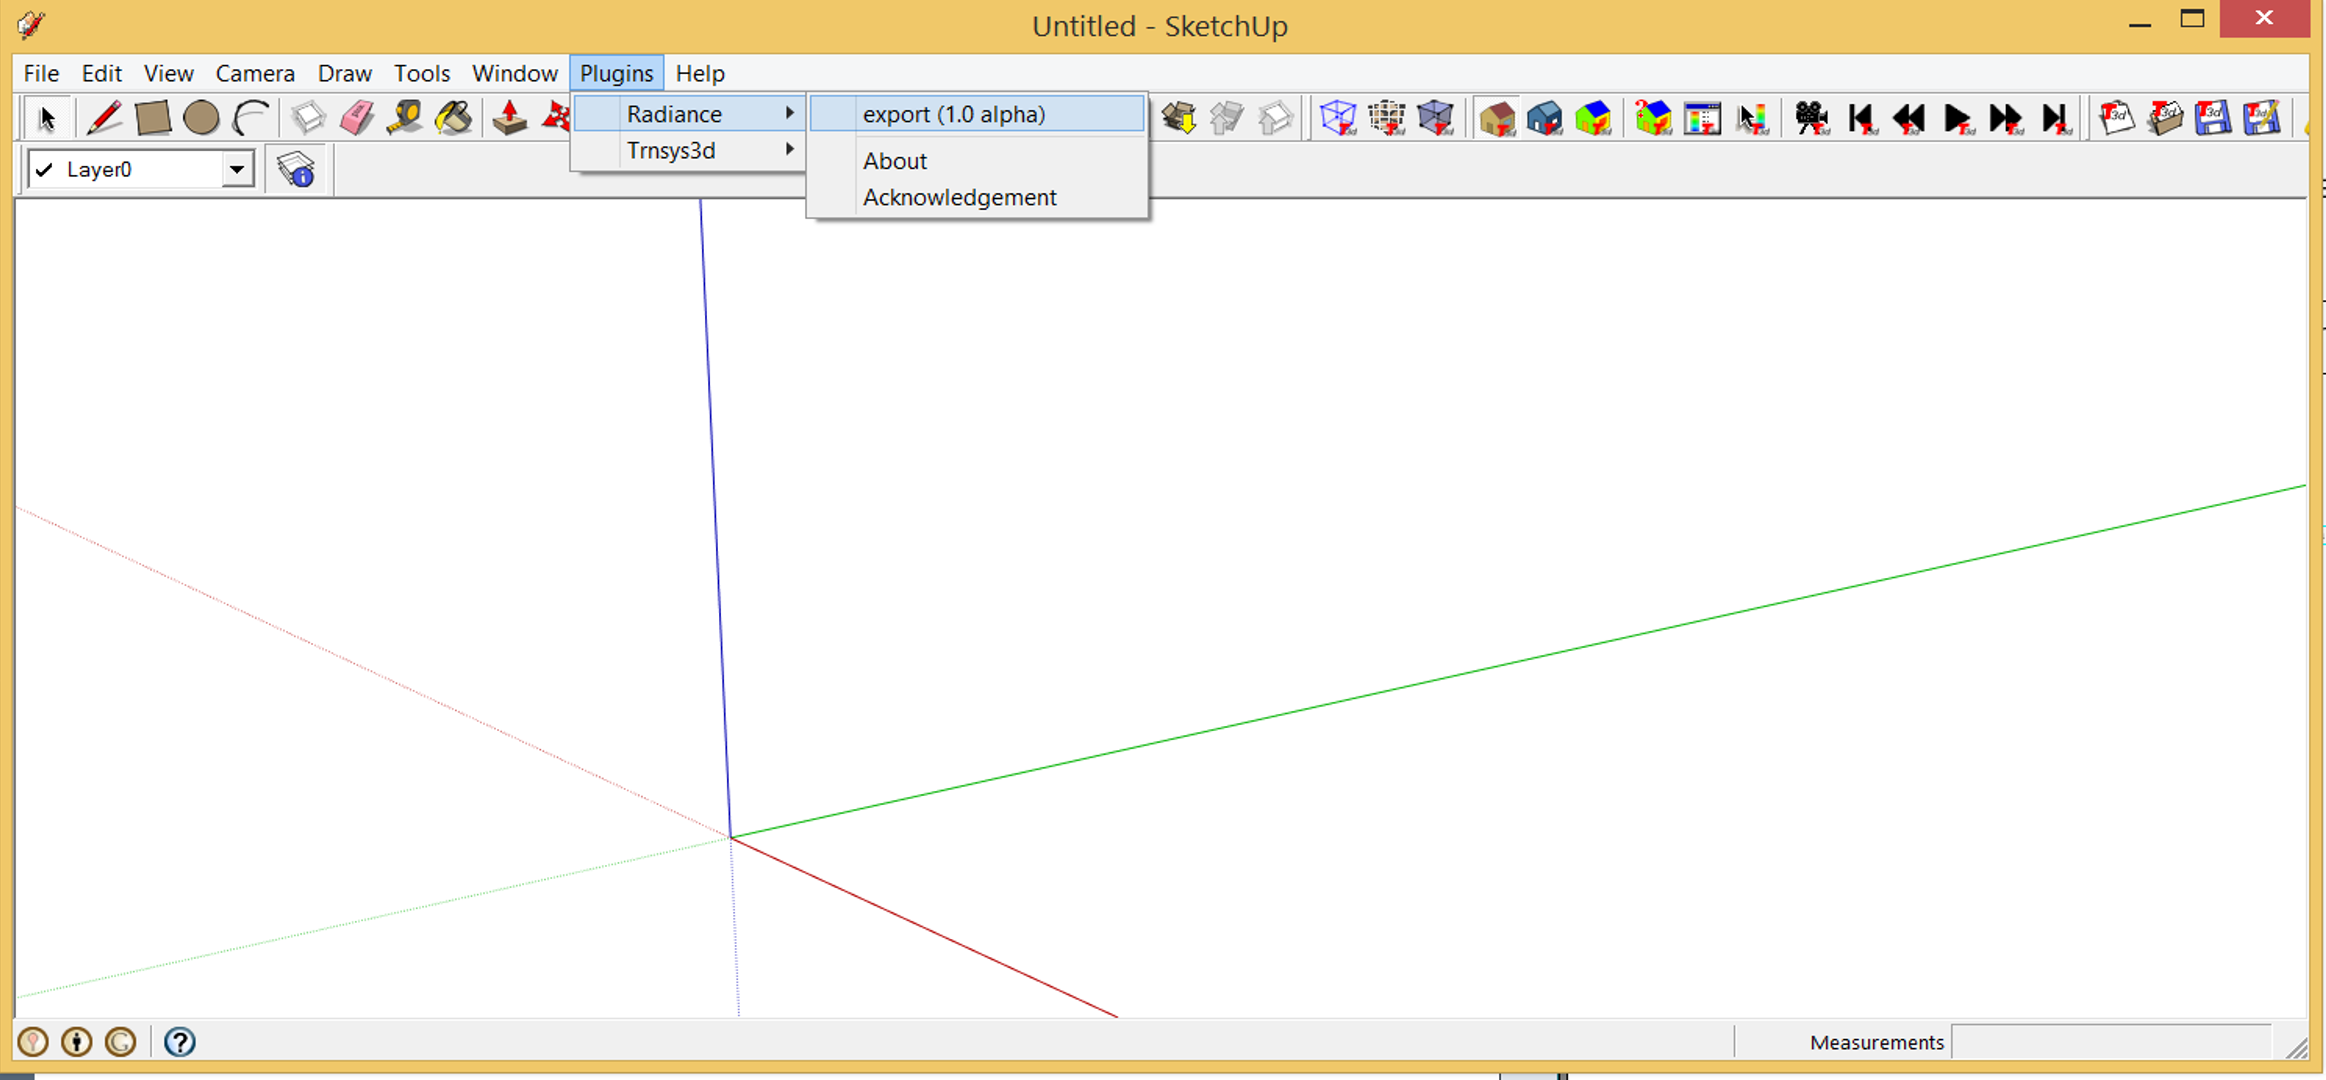 Untitled - SketchUp
File Edit View Camera Draw Tools Window Plugins Help
Radiance export (1.0 alpha)
Trnsys3d
About
Acknowledgement
Layer0
Measurements